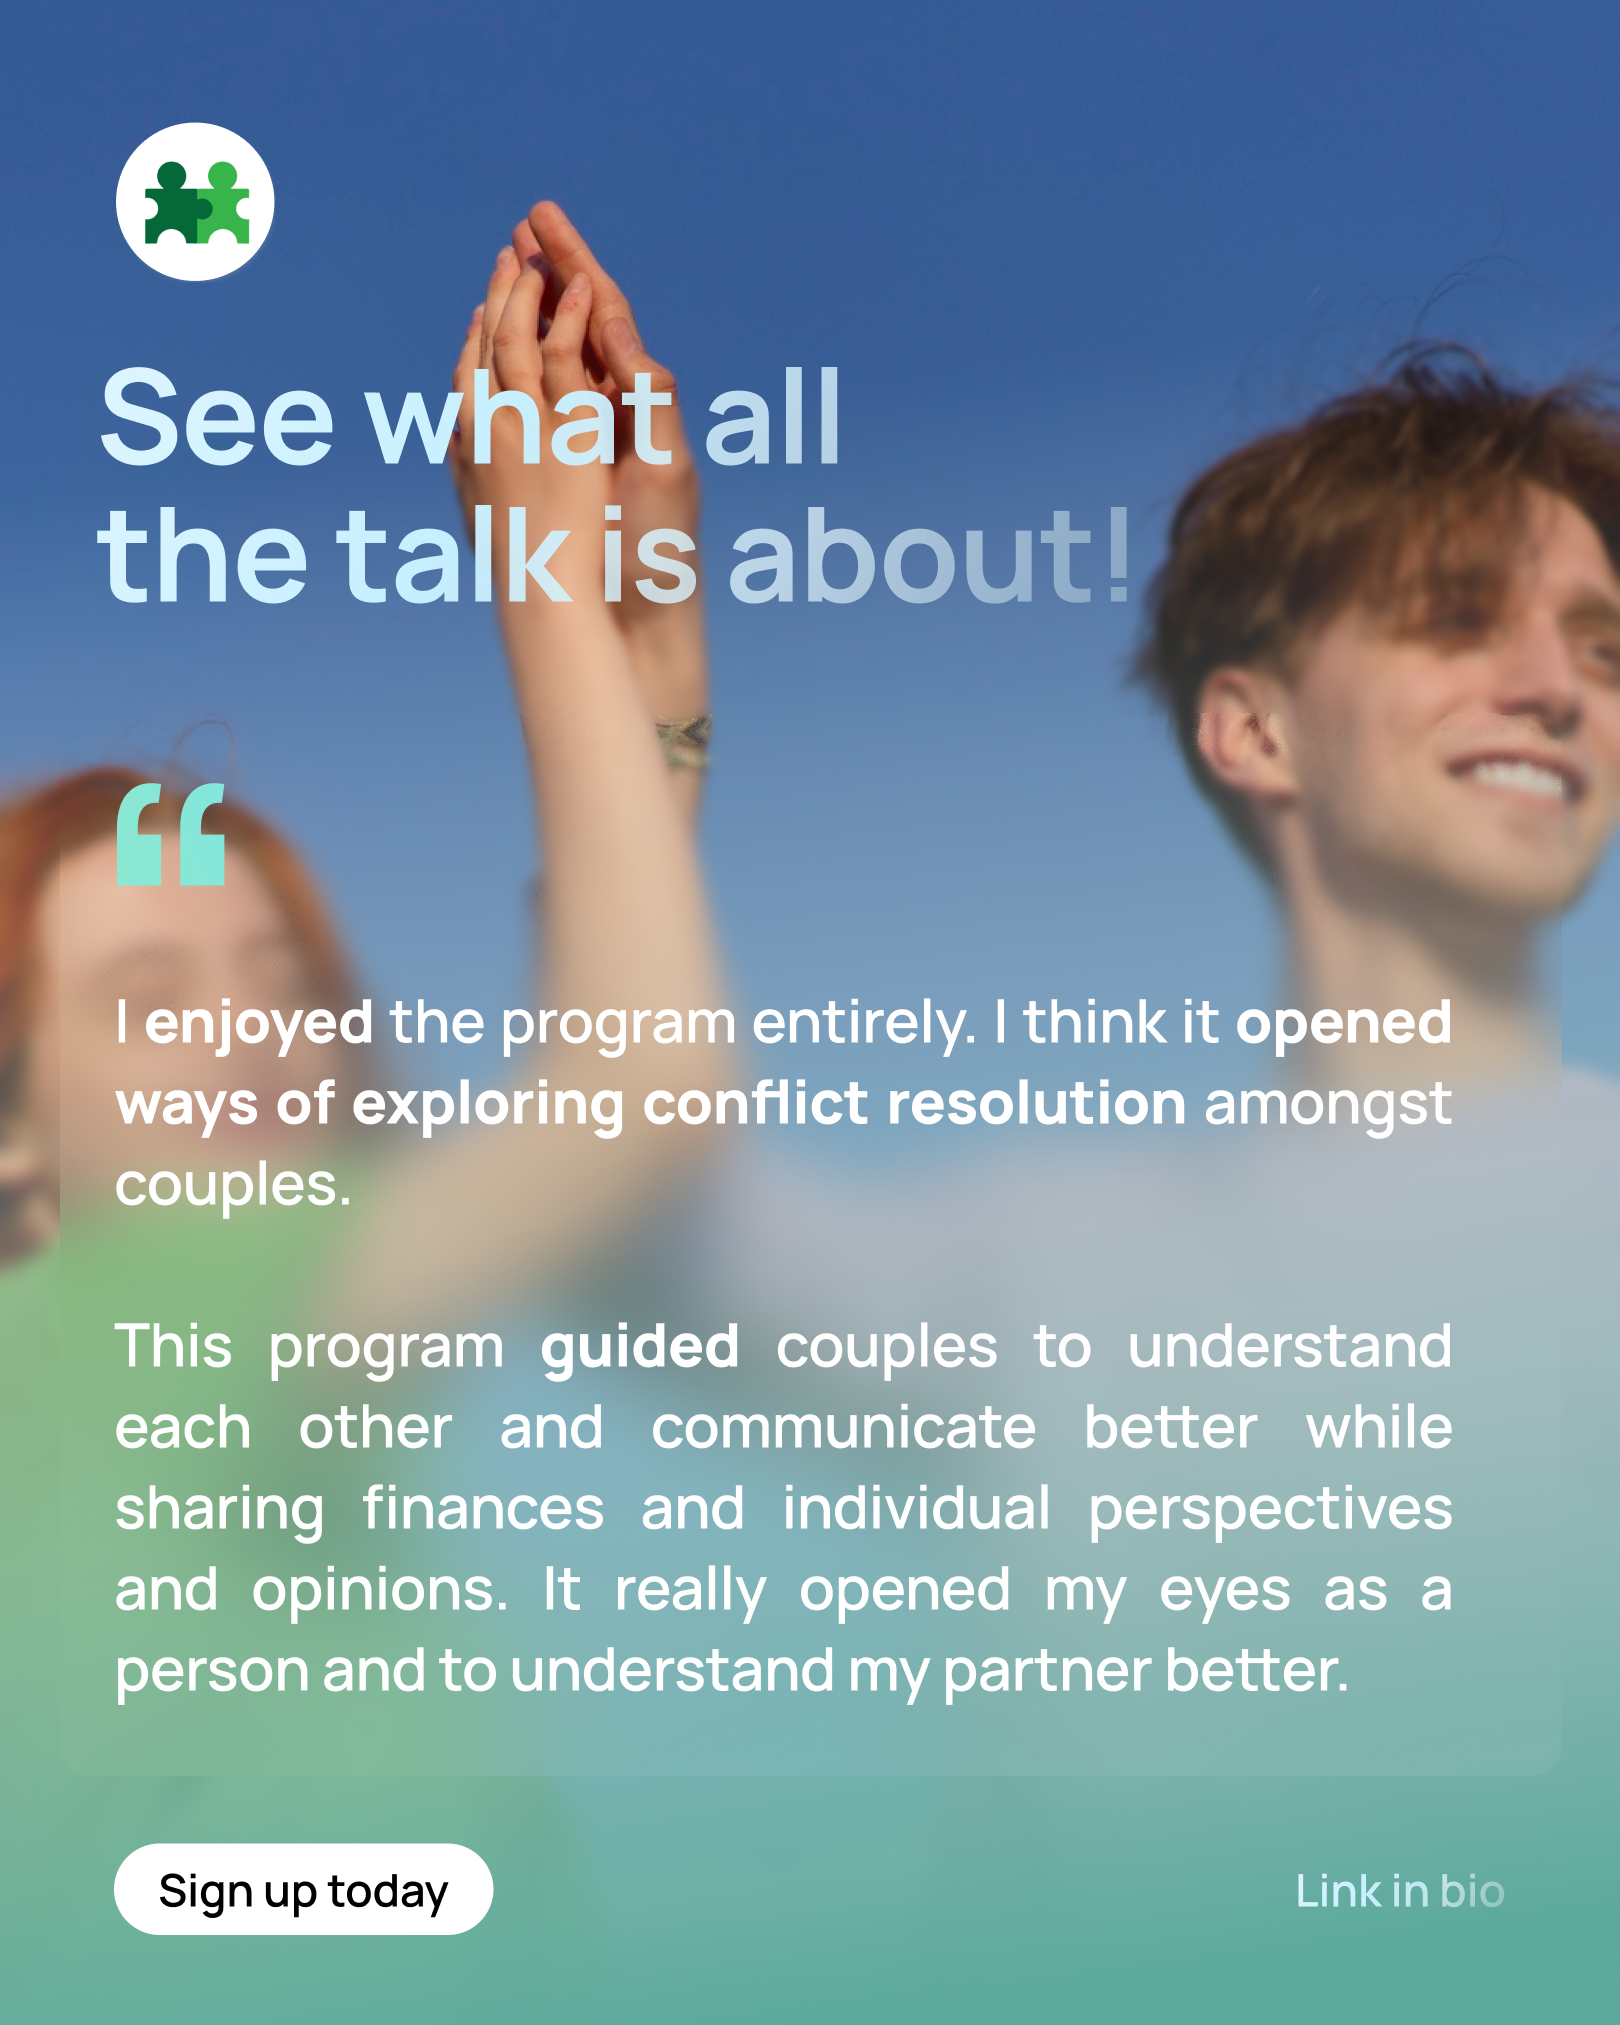 See what all
the talk is about!
“
I enjoyed the program entirely. I think it opened
ways of exploring conflict resolution amongst
couples.
This program guided couples to understand
each other and communicate better while
sharing finances and individual perspectives
and opinions. It really opened my eyes as a
person and to understand my partner better.
Sign up today
Link in bio